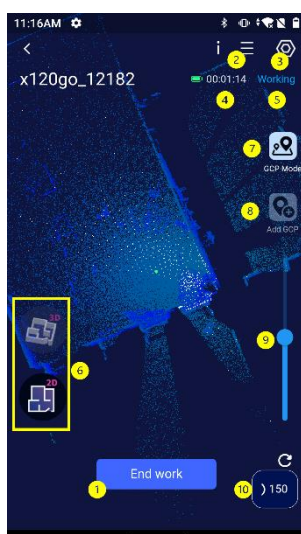 11:16AM
i
2
3
x120go_12182
00:01:14
Working
4
5
7
GCP Mode
8
Add GCP
3D
6
2D
9
End work
1
10
)150